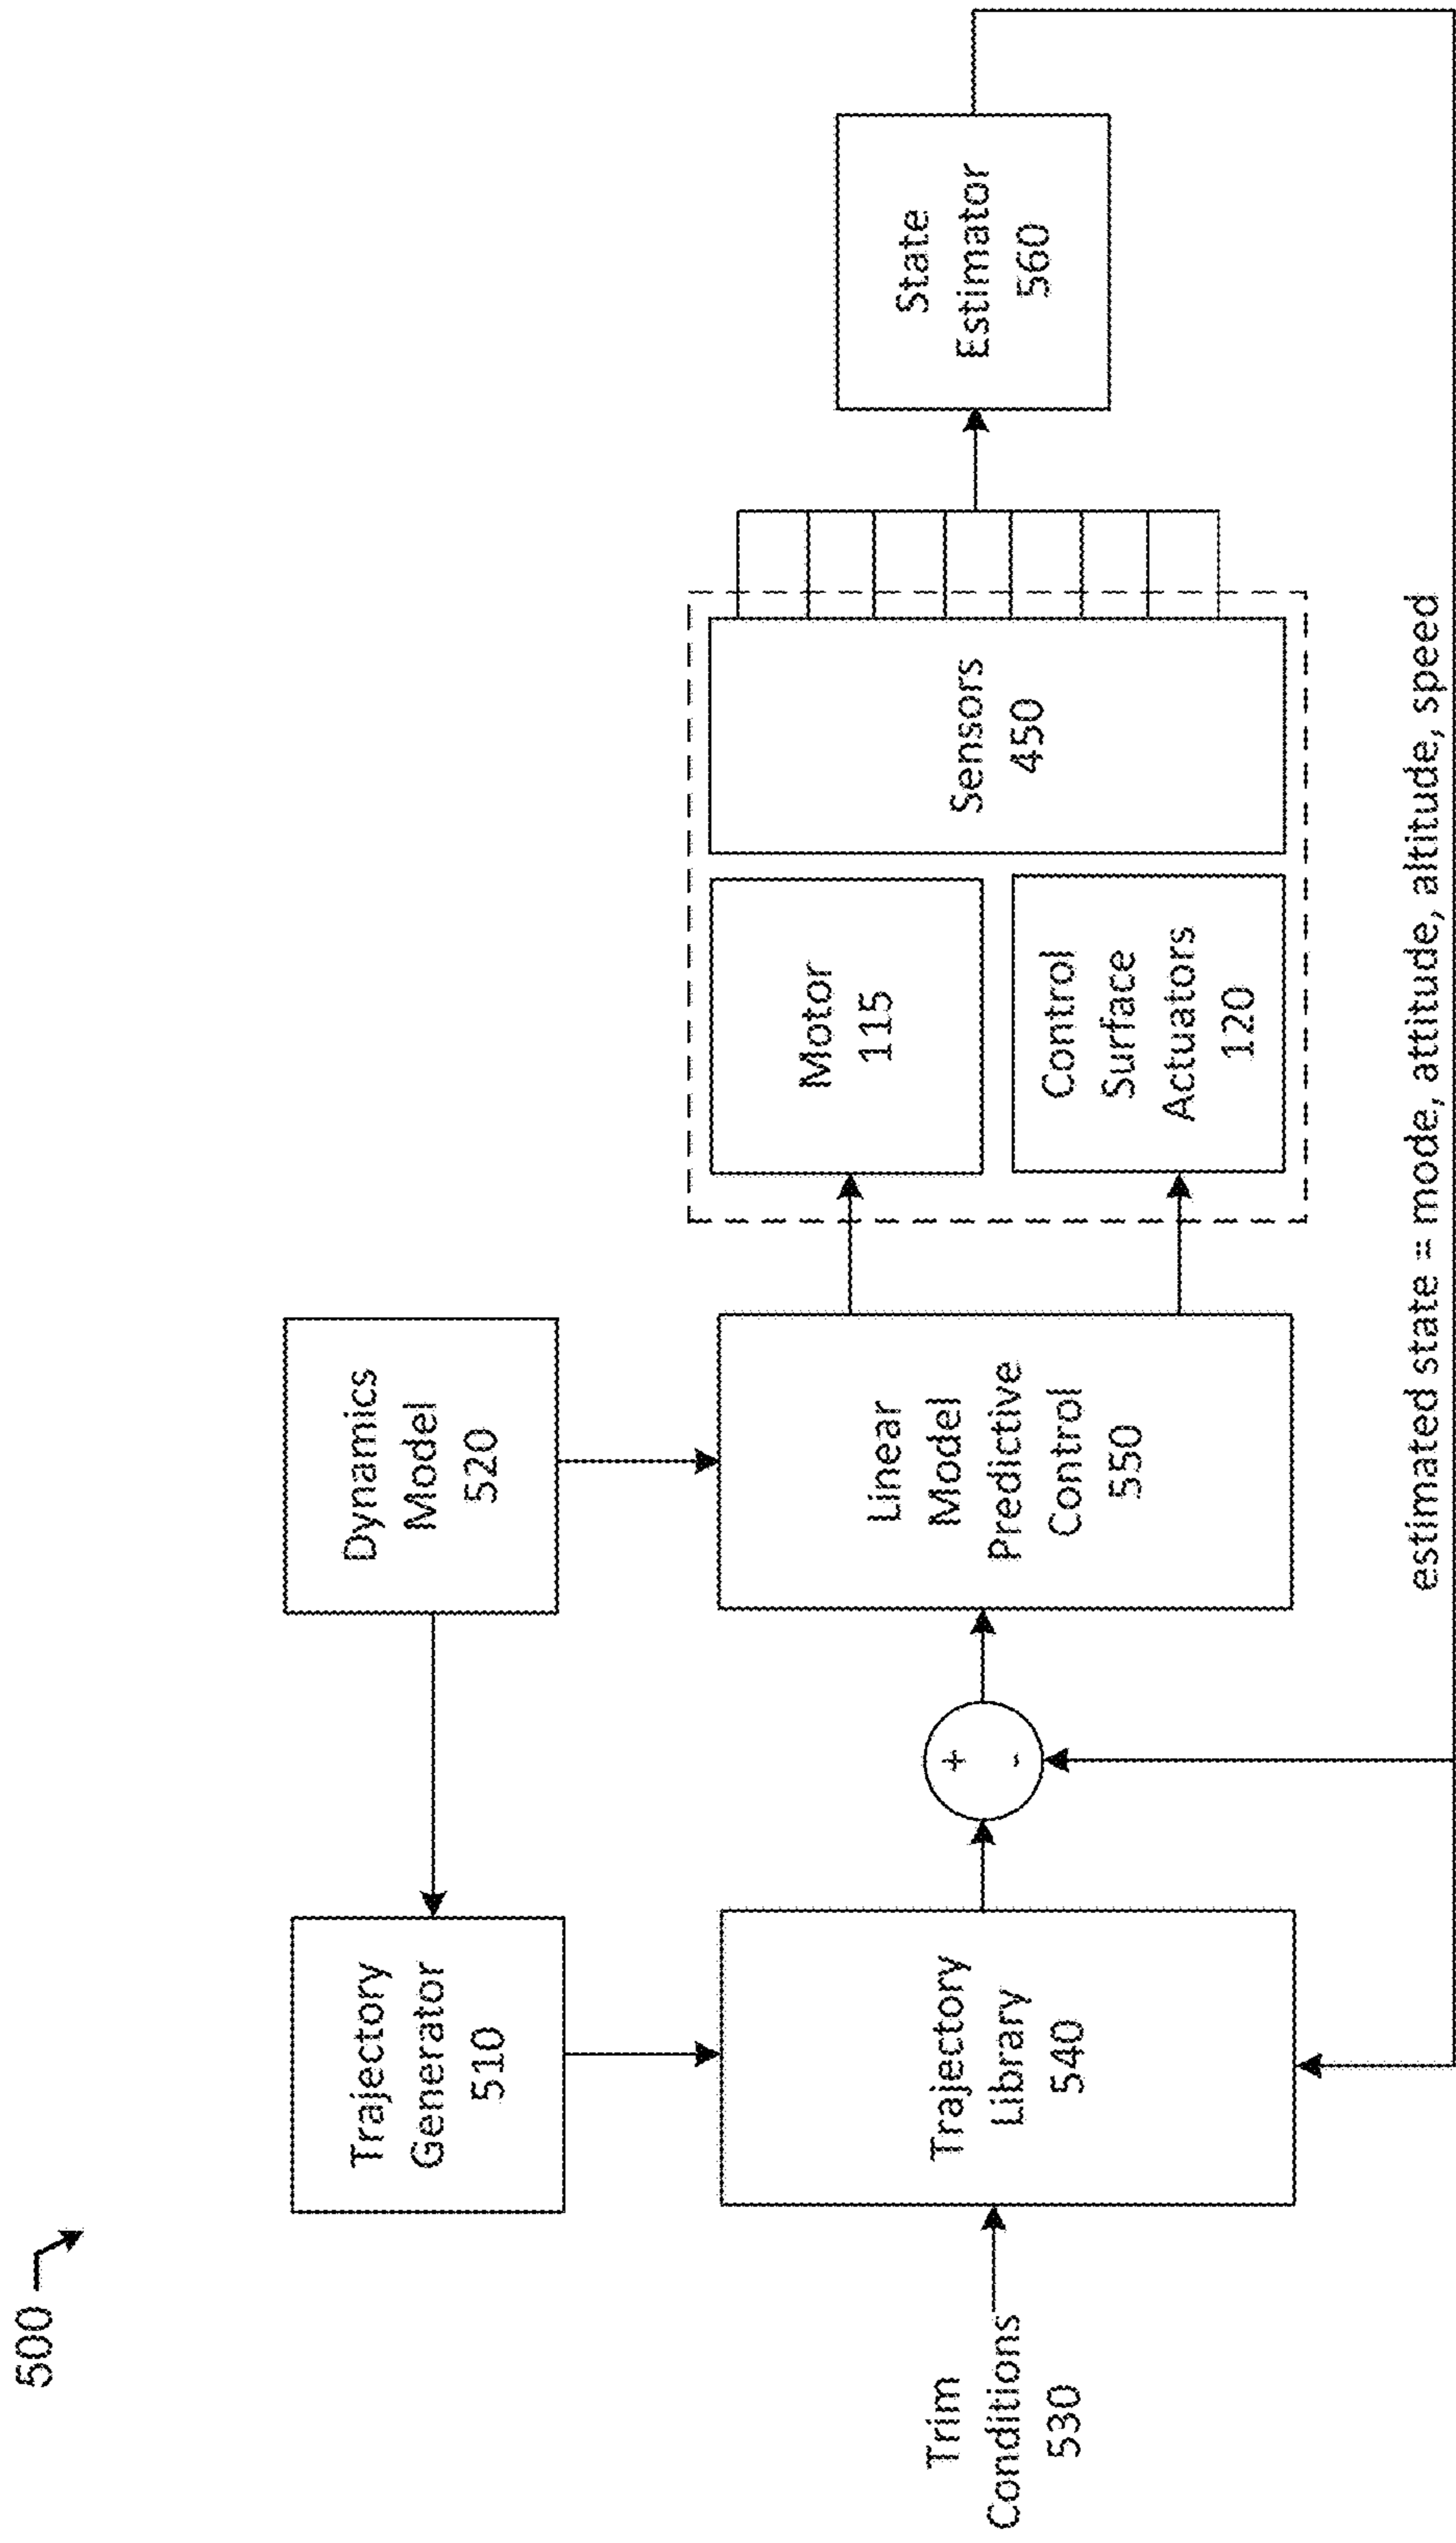 500
Trajectory
Generator
510
Dynamics
Model
520
Trim
Conditions
530
Trajectory
Library
540
+
-
Linear
Model
Predictive
Control
550
Motor
115
Control
Surface
Actuators
120
Sensors
450
State
Estimator
560
estimated state = mode, attitude, altitude, speed